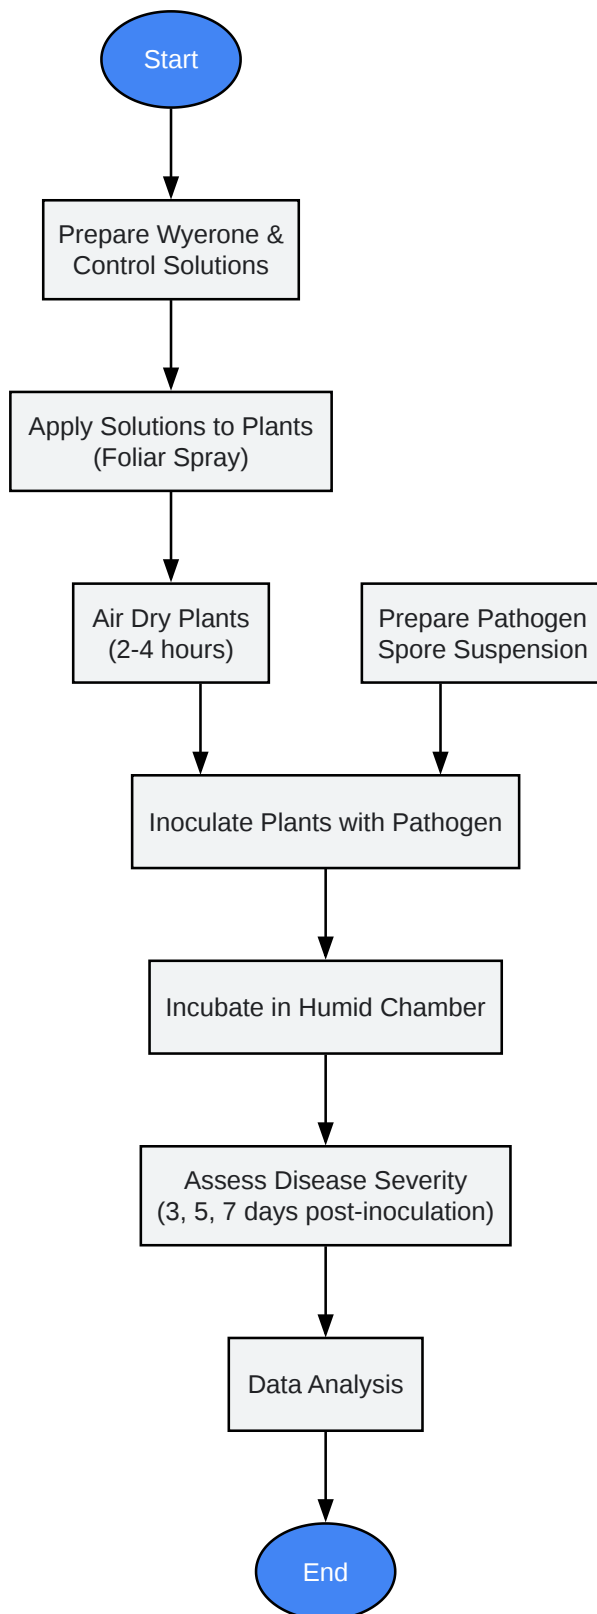 Start
Prepare Wyerone &
Control Solutions
Apply Solutions to Plants
(Foliar Spray)
Air Dry Plants
(2-4 hours)
Prepare Pathogen
Spore Suspension
Inoculate Plants with Pathogen
Incubate in Humid Chamber
Assess Disease Severity
(3, 5, 7 days post-inoculation)
Data Analysis
End